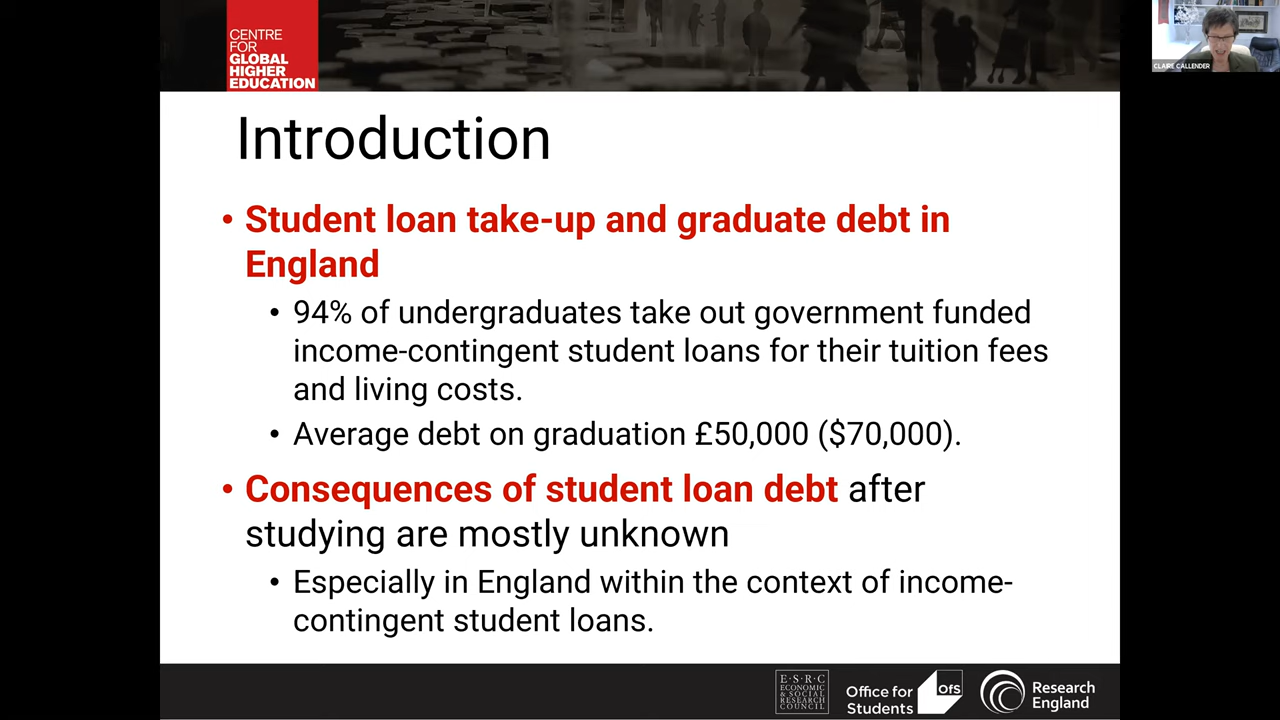 CENTRE
FOR
GLOBAL
HIGHER
EDUCATION
CLAIRE CALLENDER
Introduction
• Student loan take-up and graduate debt in
England
• 94% of undergraduates take out government funded
income-contingent student loans for their tuition fees
and living costs.
• Average debt on graduation £50,000 ($70,000).
• Consequences of student loan debt after
studying are mostly unknown
• Especially in England within the context of income-
contingent student loans.
E·S·R·C
ECONOMIC
& SOCIAL
RESEARCH
COUNCIL
Office for
Students
OfS
Research
England